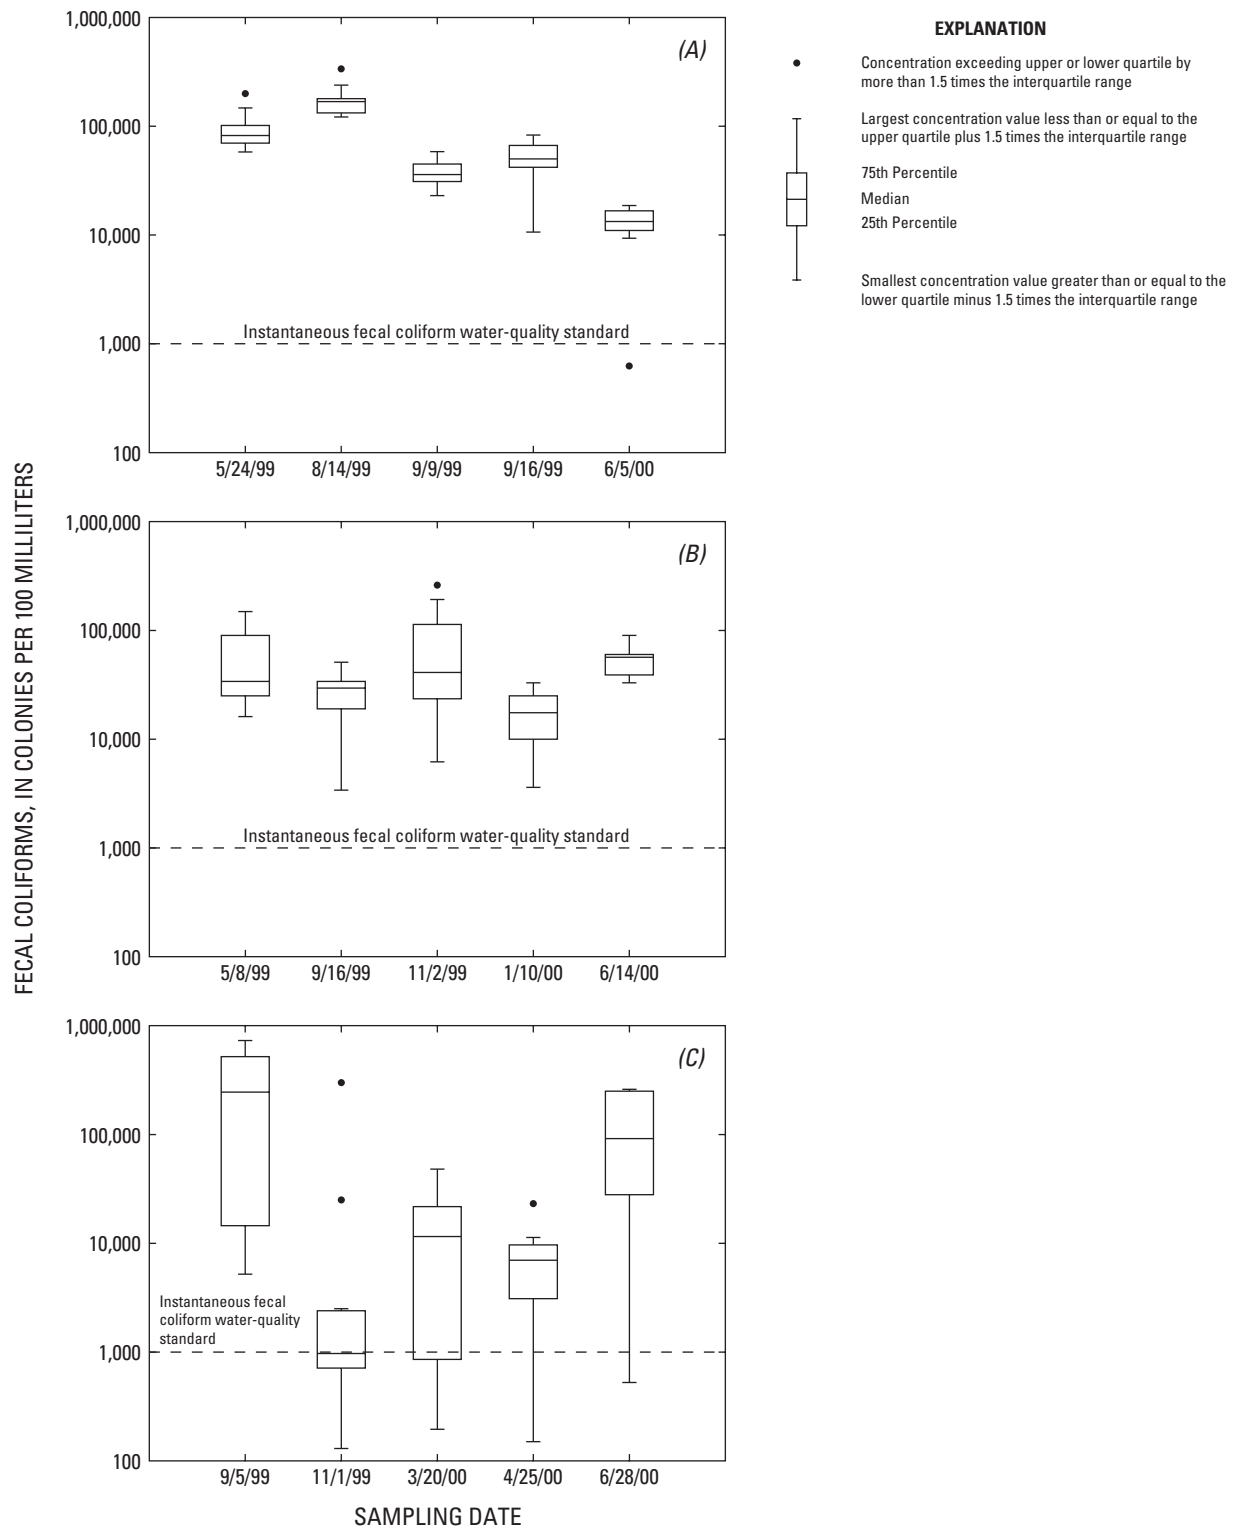 FECAL COLIFORMS, IN COLONIES PER 100 MILLILITERS
1,000,000
100,000
10,000
1,000
100
(A)
Instantaneous fecal coliform water-quality standard
5/24/99 8/14/99 9/9/99 9/16/99 6/5/00
EXPLANATION
Concentration exceeding upper or lower quartile by
more than 1.5 times the interquartile range
Largest concentration value less than or equal to the
upper quartile plus 1.5 times the interquartile range
75th Percentile
Median
25th Percentile
Smallest concentration value greater than or equal to the
lower quartile minus 1.5 times the interquartile range
1,000,000
100,000
10,000
1,000
100
(B)
Instantaneous fecal coliform water-quality standard
5/8/99 9/16/99 11/2/99 1/10/00 6/14/00
1,000,000
100,000
10,000
1,000
100
(C)
Instantaneous fecal
coliform water-quality
standard
9/5/99 11/1/99 3/20/00 4/25/00 6/28/00
SAMPLING DATE